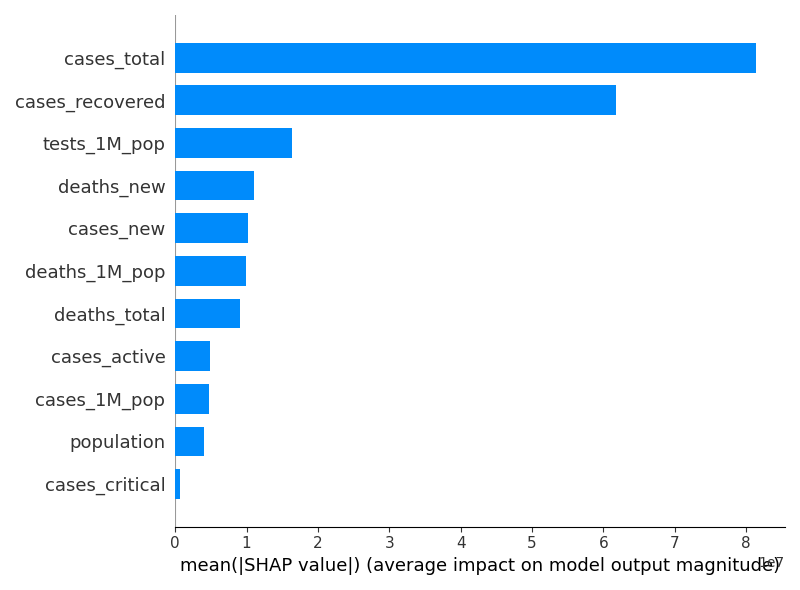 cases_total
cases_recovered
tests_1M_pop
deaths_new
cases_new
deaths_1M_pop
deaths_total
cases_active
cases_1M_pop
population
cases_critical
0 1 2 3 4 5 6 7 8
1e7
mean(|SHAP value|) (average impact on model output magnitude)